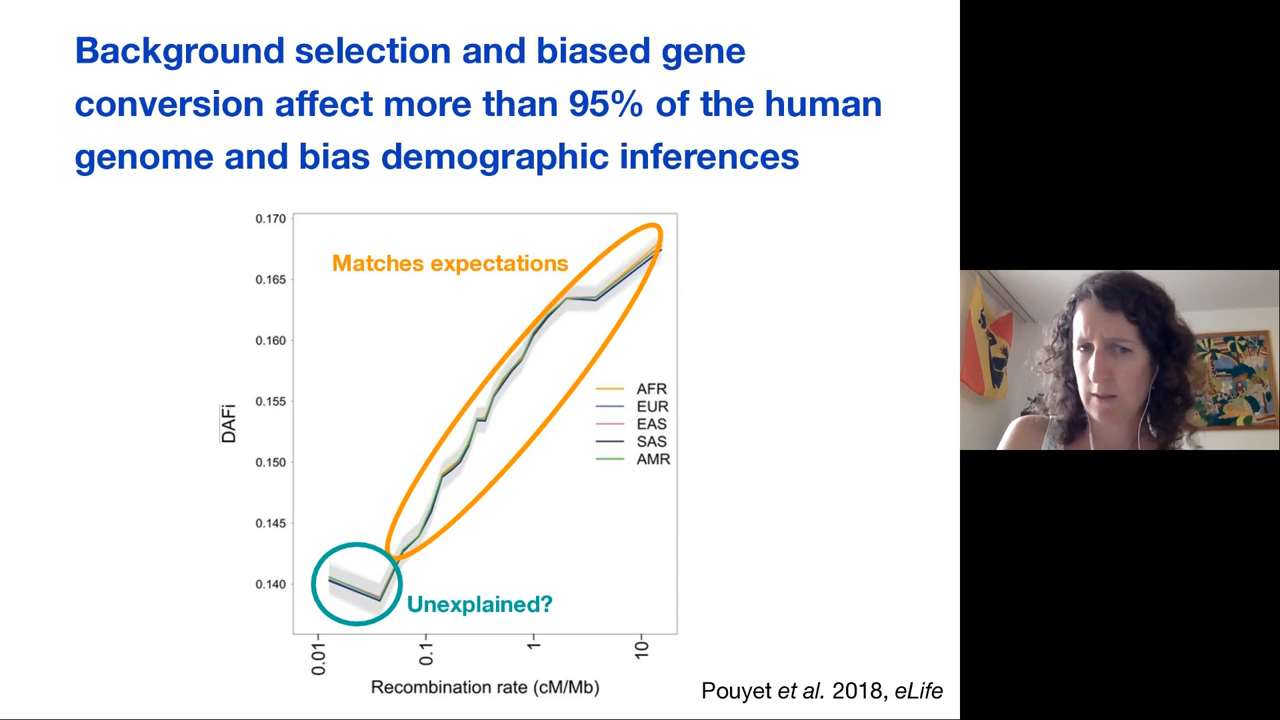 Background selection and biased gene
conversion affect more than 95% of the human
genome and bias demographic inferences
0.170
0.165
0.160
0.155
0.150
0.145
0.140
DAFi
Matches expectations
AFR
EUR
EAS
SAS
AMR
Unexplained?
0.01
0.1
1
10
Recombination rate (cM/Mb)
Pouyet et al. 2018, eLife